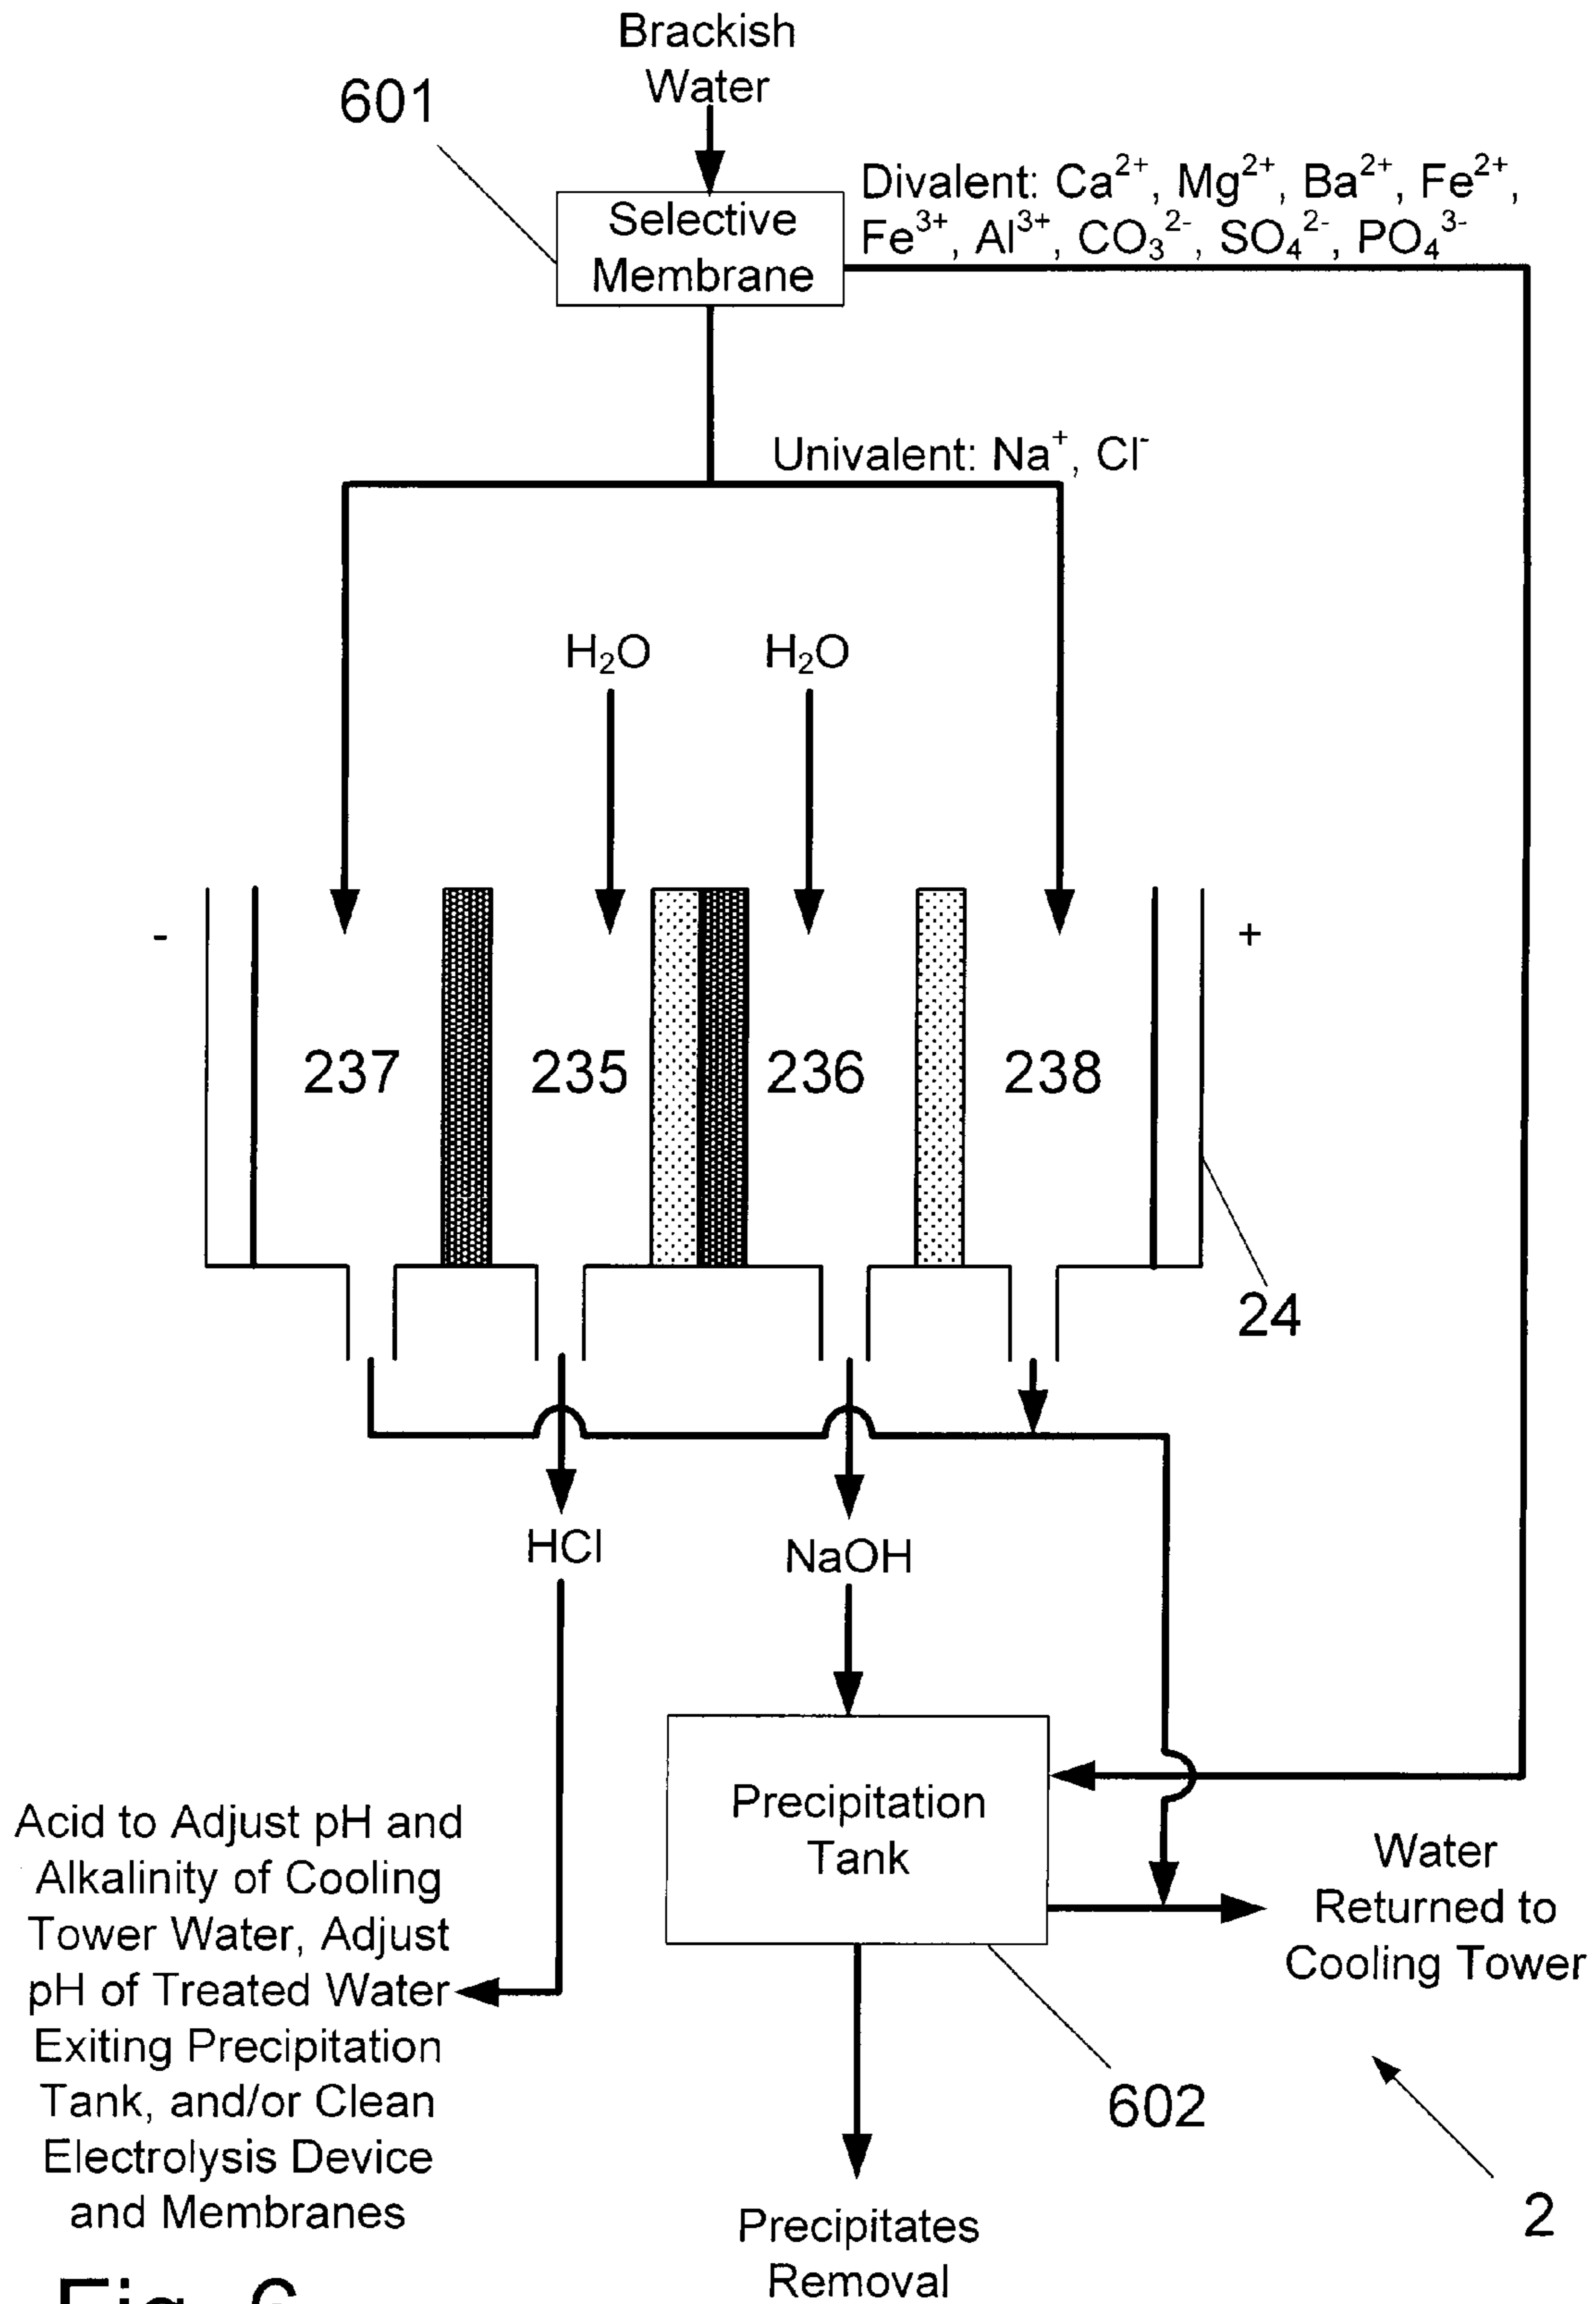 Brackish
Water
601
Selective
Membrane
Divalent: Ca²⁺, Mg²⁺, Ba²⁺, Fe²⁺,
Fe³⁺, Al³⁺, CO₃²⁻, SO₄²⁻, PO₄³⁻
Univalent: Na⁺, Cl⁻
H₂O
H₂O
-
+
237
235
236
238
24
HCl
NaOH
Precipitation
Tank
Acid to Adjust pH and
Alkalinity of Cooling
Tower Water, Adjust
pH of Treated Water
Exiting Precipitation
Tank, and/or Clean
Electrolysis Device
and Membranes
Water
Returned to
Cooling Tower
602
2
Precipitates
Removal
Fig. 6